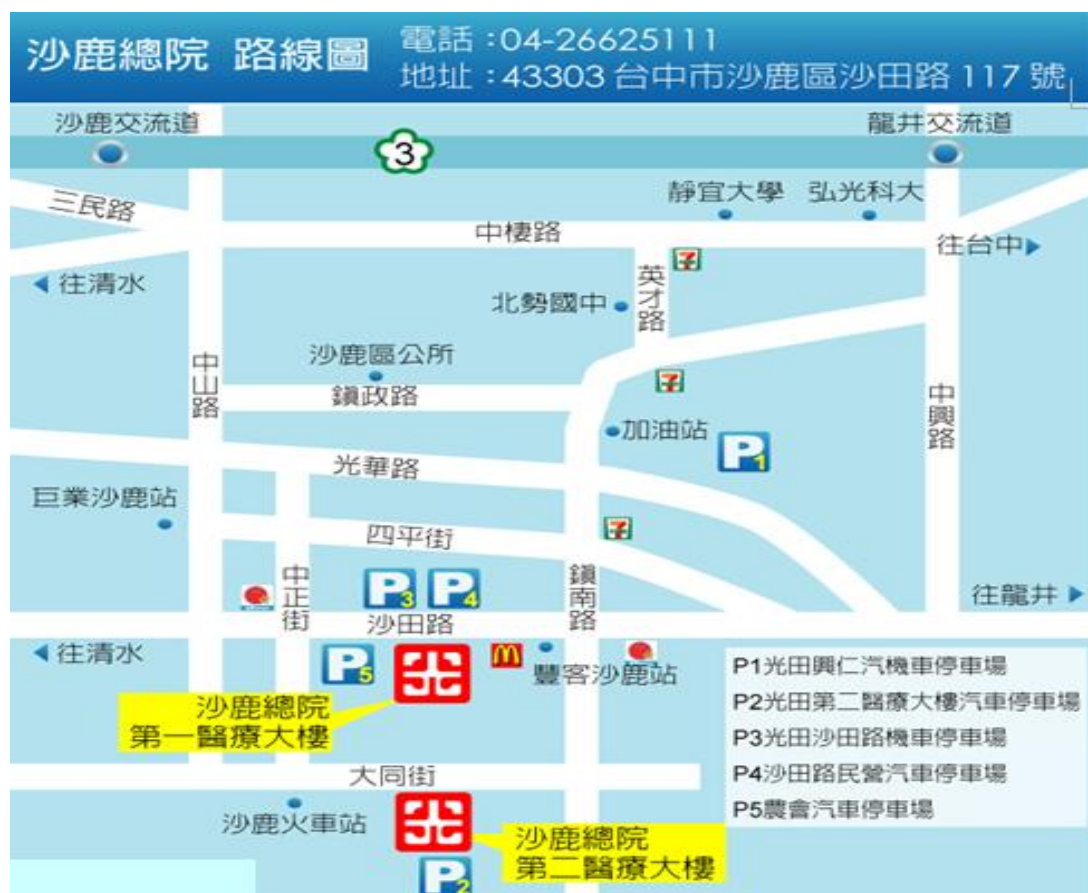 沙鹿總院 路線圖
電話：04-26625111
地址：43303 台中市沙鹿區沙田路 117 號
沙鹿交流道
龍井交流道
3
三民路
靜宜大學
弘光科大
中棲路
往台中
往清水
英才路
7
北勢國中
中山路
沙鹿區公所
鎮政路
7
中興路
加油站
P1
光華路
巨業沙鹿站
四平街
7
中正街
P3
P4
鎮南路
往龍井
沙田路
往清水
P5
豐客沙鹿站
沙鹿總院
第一醫療大樓
P1光田興仁汽機車停車場
P2光田第二醫療大樓汽車停車場
P3光田沙田路機車停車場
P4沙田路民營汽車停車場
P5農會汽車停車場
大同街
沙鹿火車站
沙鹿總院
第二醫療大樓
P2